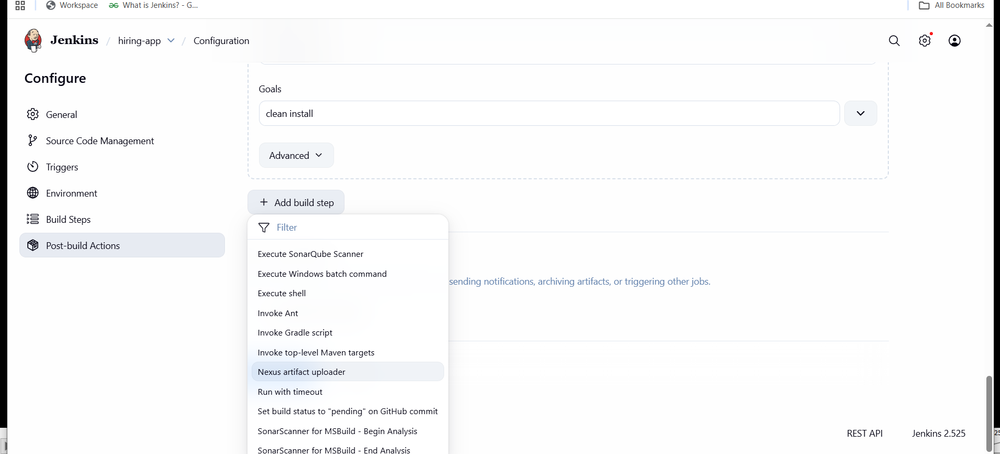 Workspace
What is Jenkins? - G...
All Bookmarks
Jenkins / hiring-app / Configuration
Configure
General
Source Code Management
Triggers
Environment
Build Steps
Post-build Actions
Goals
clean install
Advanced
+ Add build step
Filter
Execute SonarQube Scanner
Execute Windows batch command
Execute shell
Invoke Ant
Invoke Gradle script
Invoke top-level Maven targets
Nexus artifact uploader
Run with timeout
Set build status to "pending" on GitHub commit
SonarScanner for MSBuild - Begin Analysis
SonarScanner for MSBuild - End Analysis
sending notifications, archiving artifacts, or triggering other jobs.
REST API
Jenkins 2.525